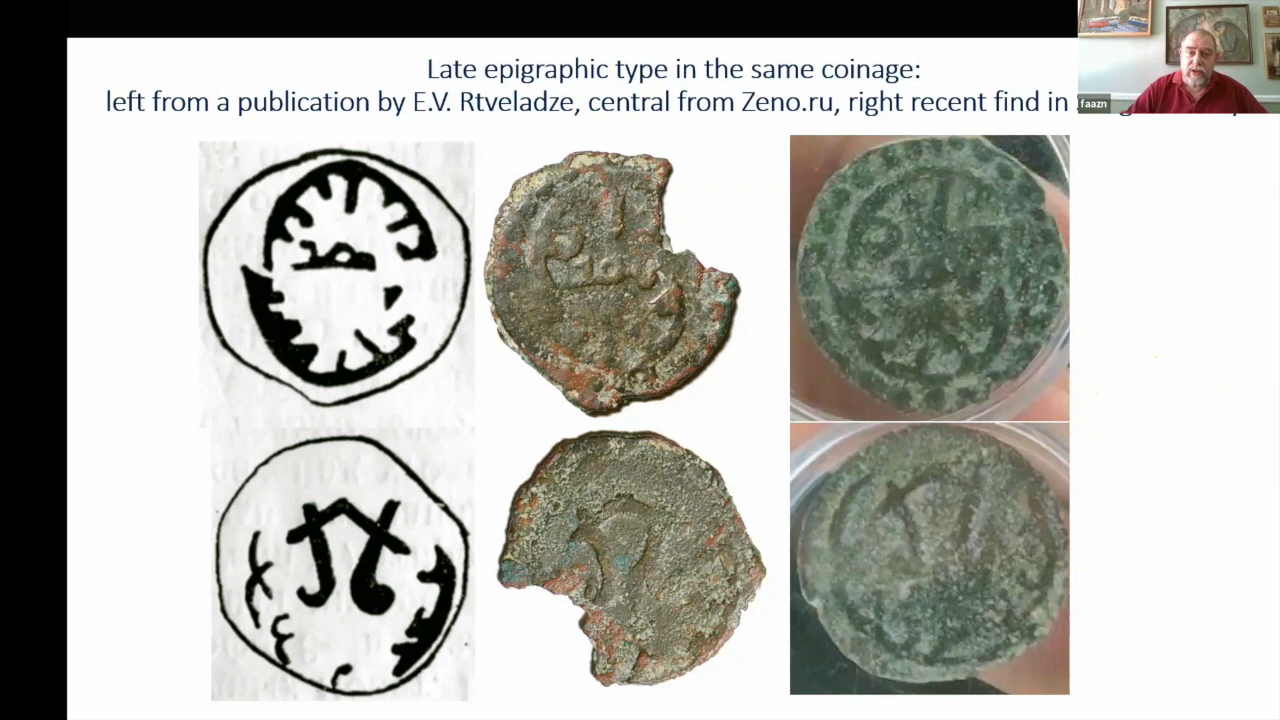 Late epigraphic type in the same coinage:
left from a publication by E.V. Rtveladze, central from Zeno.ru, right recent find in
faazn